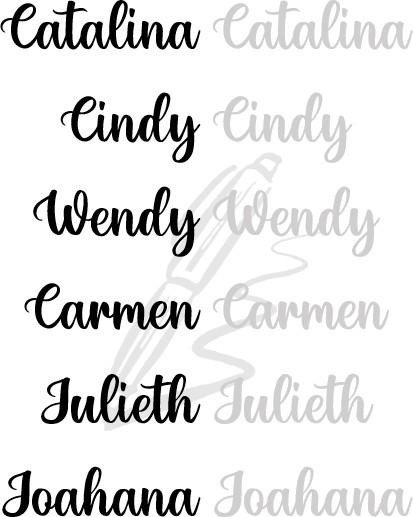 Catalina Catalina
Cindy Cindy
Wendy Wendy
Carmen Carmen
Julieth Julieth
Joahana Joahana